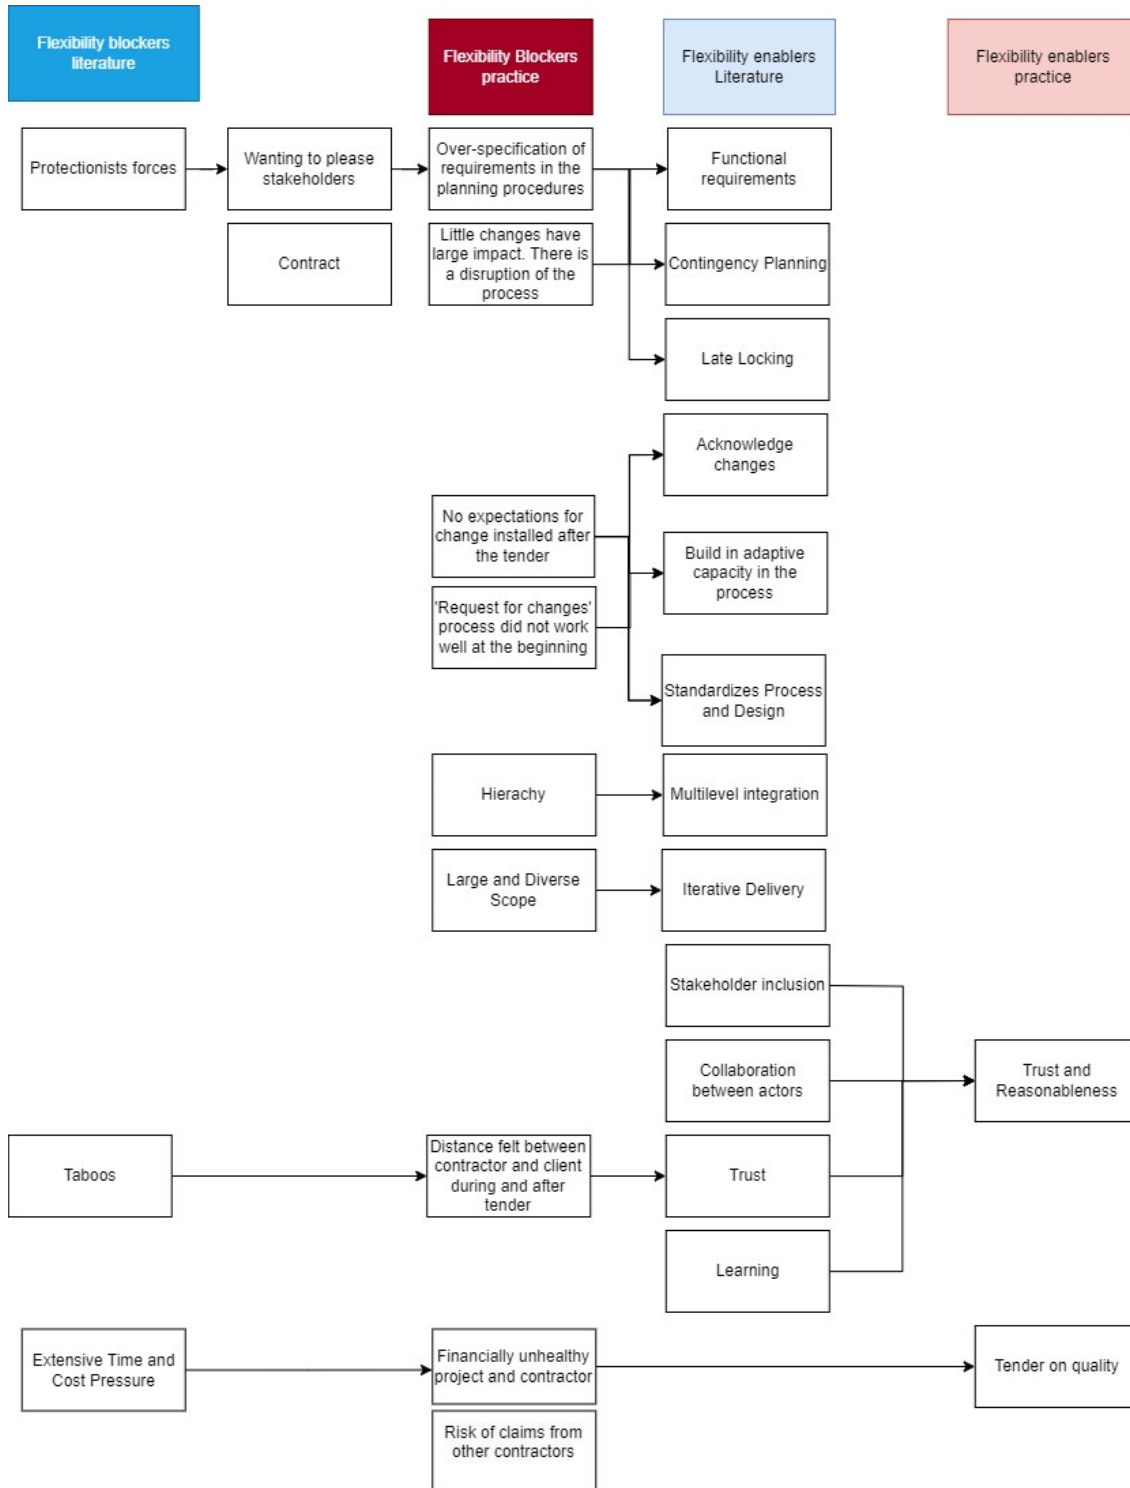 Flexibility blockers
literature
Flexibility Blockers
practice
Flexibility enablers
Literature
Flexibility enablers
practice
Protectionists forces
Wanting to please
stakeholders
Over-specification of
requirements in the
planning procedures
Functional
requirements
Contract
Little changes have
large impact. There is
a disruption of the
process
Contingency Planning
Late Locking
Acknowledge
changes
No expectations for
change installed after
the tender
Build in adaptive
capacity in the
process
'Request for changes'
process did not work
well at the beginning
Standardizes Process
and Design
Hierachy
Multilevel integration
Large and Diverse
Scope
Iterative Delivery
Stakeholder inclusion
Collaboration
between actors
Trust and
Reasonableness
Taboos
Distance felt between
contractor and client
during and after
tender
Trust
Learning
Extensive Time and
Cost Pressure
Financially unhealthy
project and contractor
Tender on quality
Risk of claims from
other contractors